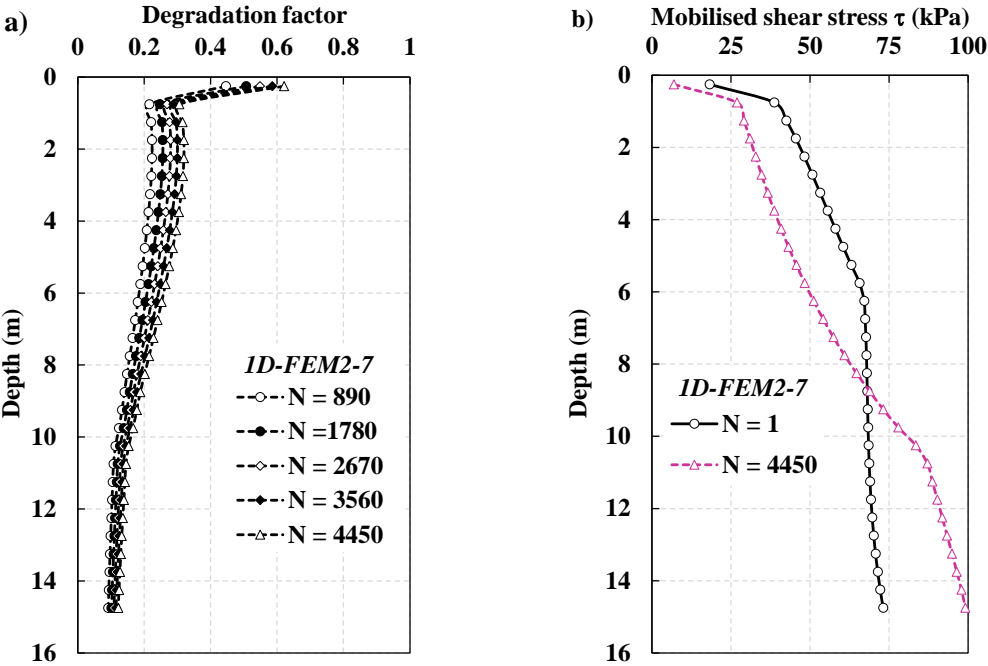 a)
Degradation factor
0 0.2 0.4 0.6 0.8 1
0
2
4
6
8
10
12
14
16
Depth (m)
1D-FEM2-7
N = 890
N =1780
N = 2670
N = 3560
N = 4450
b)
Mobilised shear stress τ (kPa)
0 25 50 75 100
0
2
4
6
8
10
12
14
16
Depth (m)
1D-FEM2-7
N = 1
N = 4450